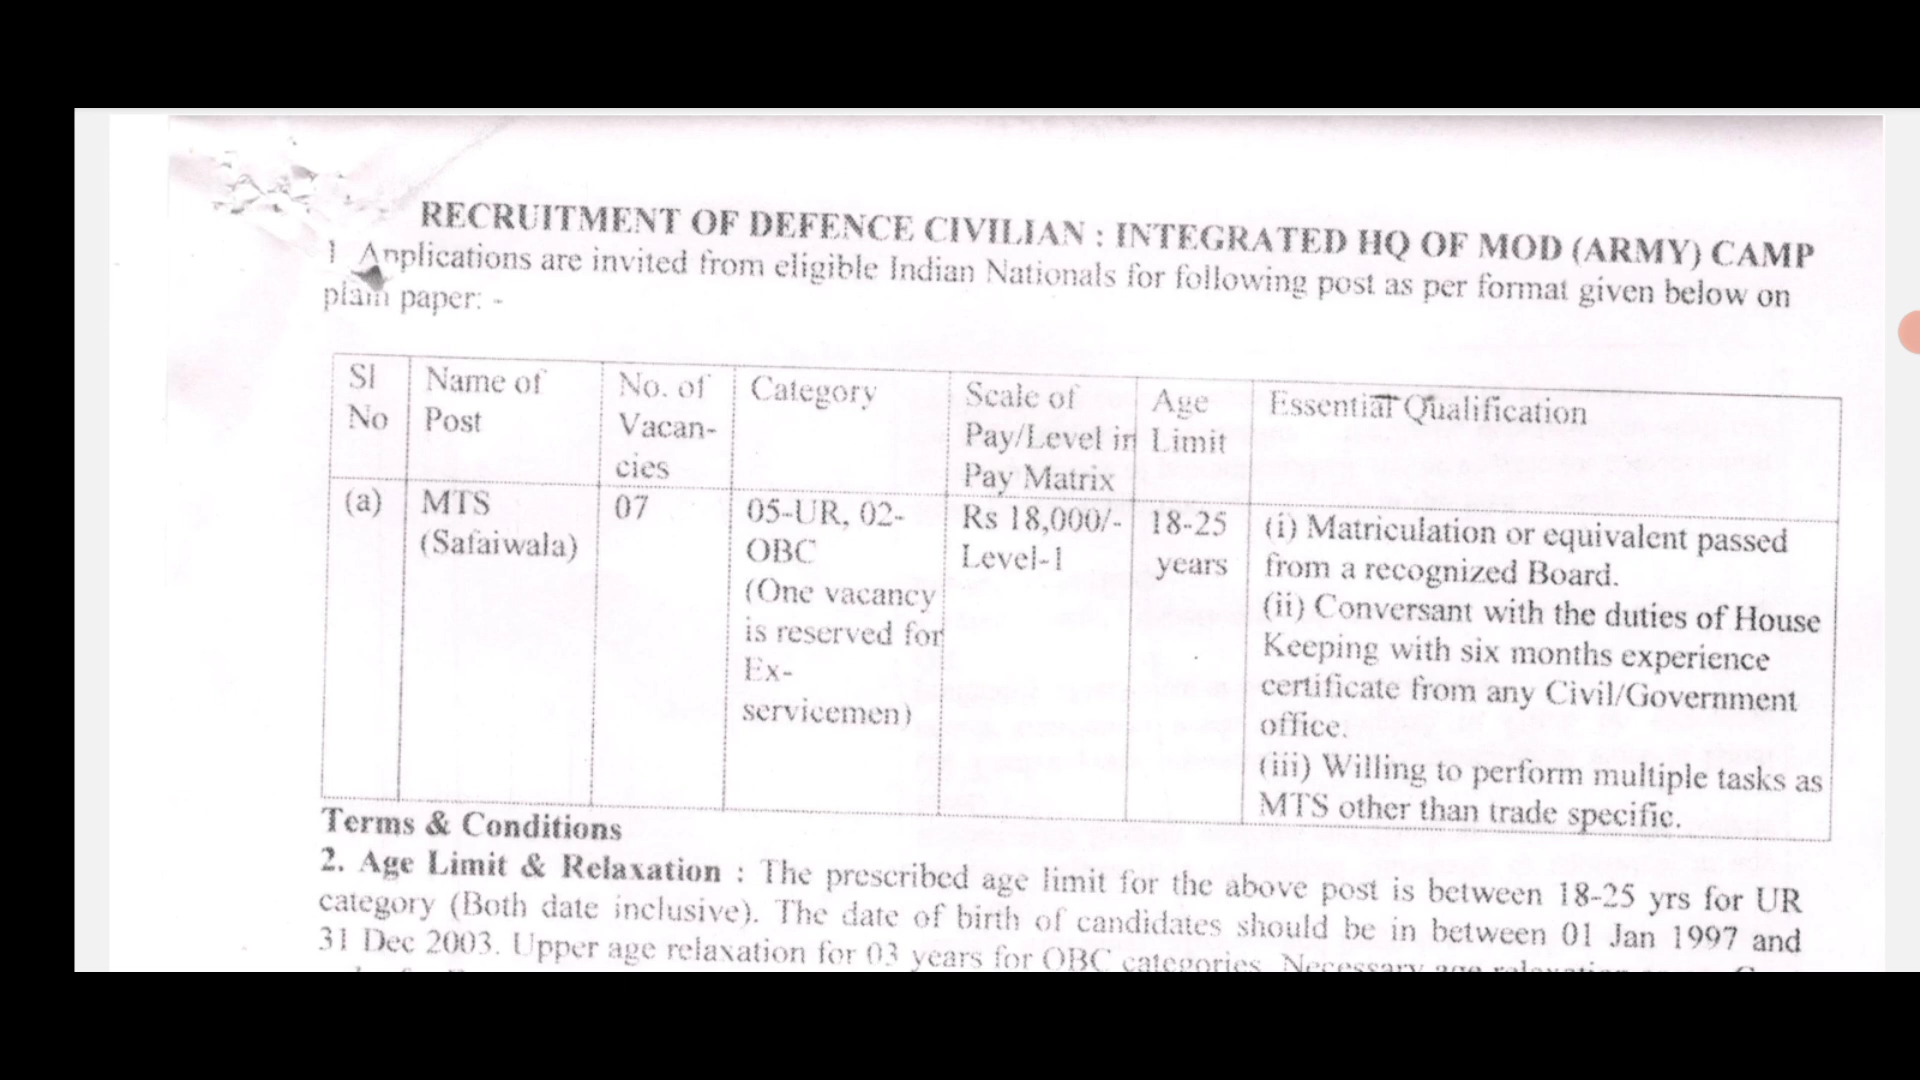 RECRUITMENT OF DEFENCE CIVILIAN : INTEGRATED HQ OF MOD (ARMY) CAMP
1 Applications are invited from eligible Indian Nationals for following post as per format given below on
plain paper: -
Sl No | Name of Post | No. of Vacan-cies | Category | Scale of Pay/Level in Pay Matrix | Age Limit | Essential Qualification
(a) | MTS (Safaiwala) | 07 | 05-UR, 02-OBC (One vacancy is reserved for Ex-servicemen) | Rs 18,000/- Level-1 | 18-25 years | (i) Matriculation or equivalent passed
from a recognized Board.
(ii) Conversant with the duties of House
Keeping with six months experience
certificate from any Civil/Government
office.
(iii) Willing to perform multiple tasks as
MTS other than trade specific.
Terms & Conditions
2. Age Limit & Relaxation : The prescribed age limit for the above post is between 18-25 yrs for UR
category (Both date inclusive). The date of birth of candidates should be in between 01 Jan 1997 and
31 Dec 2003. Upper age relaxation for 03 years for OBC categories. Necessary age relaxation